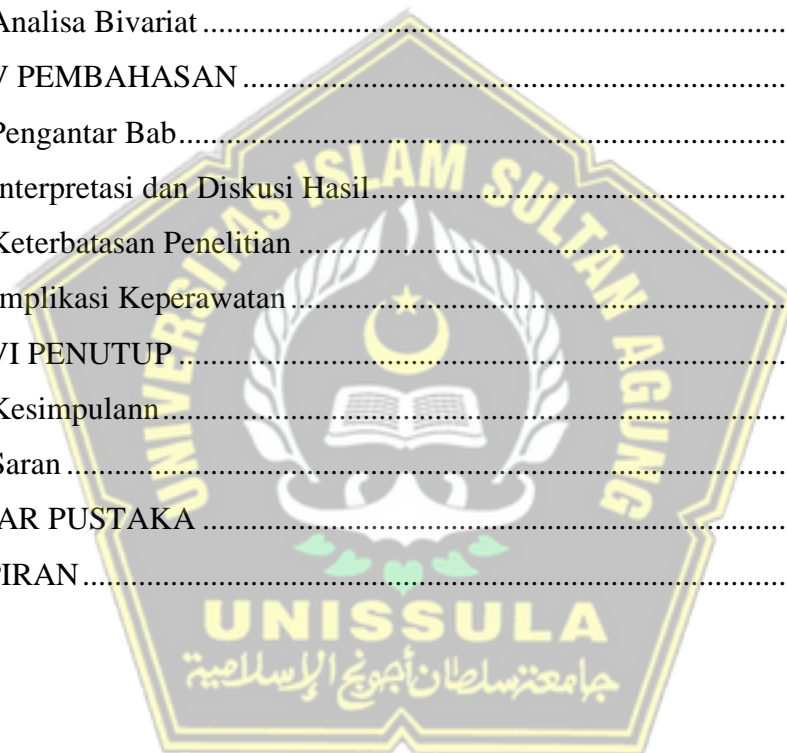 Analisa Bivariat
V PEMBAHASAN
Pengantar Bab
Interpretasi dan Diskusi Hasil
Keterbatasan Penelitian
Implikasi Keperawatan
VI PENUTUP
Kesimpulann
Saran
AR PUSTAKA
PIRAN
UNIVERSITAS ISLAM SULTAN AGUNG
UNISSULA
جامعة سلطان أجونج الإسلامية